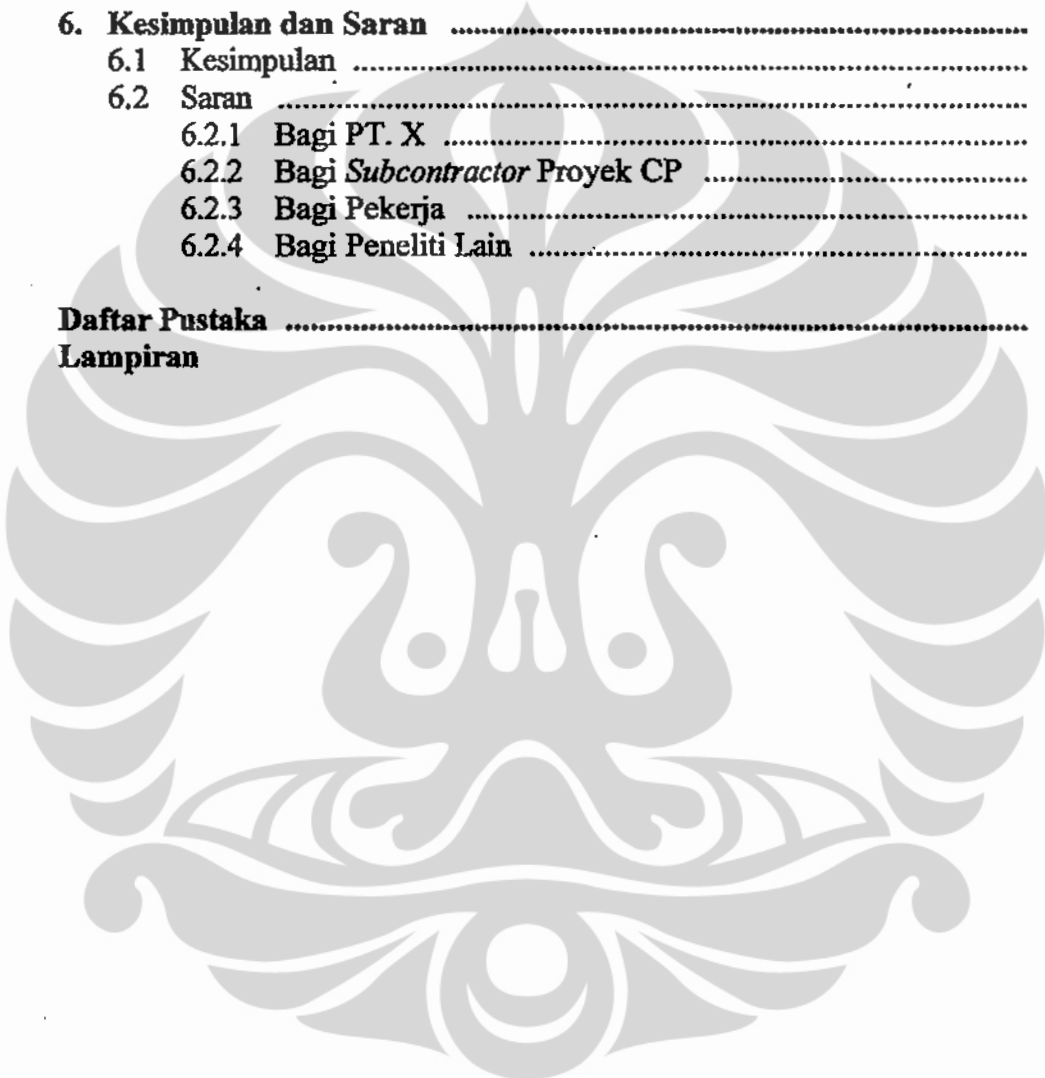 6. Kesimpulan dan Saran ........................................................................
6.1 Kesimpulan ........................................................................
6.2 Saran ........................................................................
6.2.1 Bagi PT. X ........................................................................
6.2.2 Bagi Subcontractor Proyek CP ........................................................................
6.2.3 Bagi Pekerja ........................................................................
6.2.4 Bagi Peneliti Lain ........................................................................
Daftar Pustaka ........................................................................
Lampiran